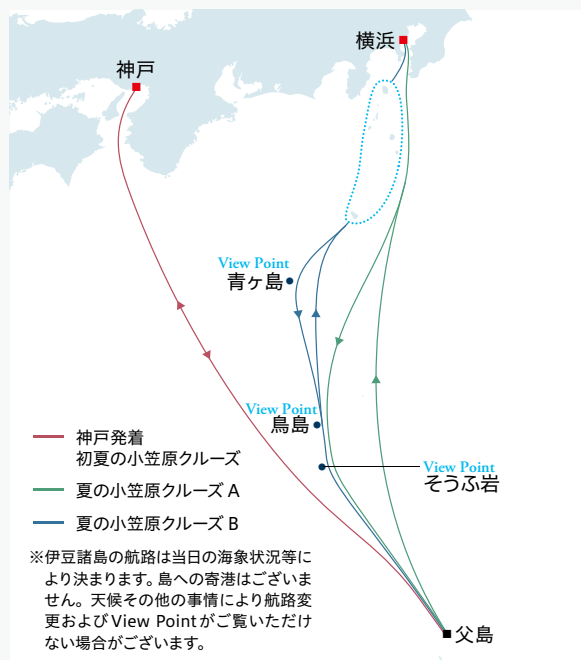 横浜
神戸
View Point
青ヶ島
View Point
鳥島
View Point
そうふ岩
神戸発着
初夏の小笠原クルーズ
夏の小笠原クルーズ A
夏の小笠原クルーズ B
※伊豆諸島の航路は当日の海象状況等に
より決まります。島への寄港はございま
せん。天候その他の事情により航路変
更およびView Pointがご覧いただけ
ない場合がございます。
父島